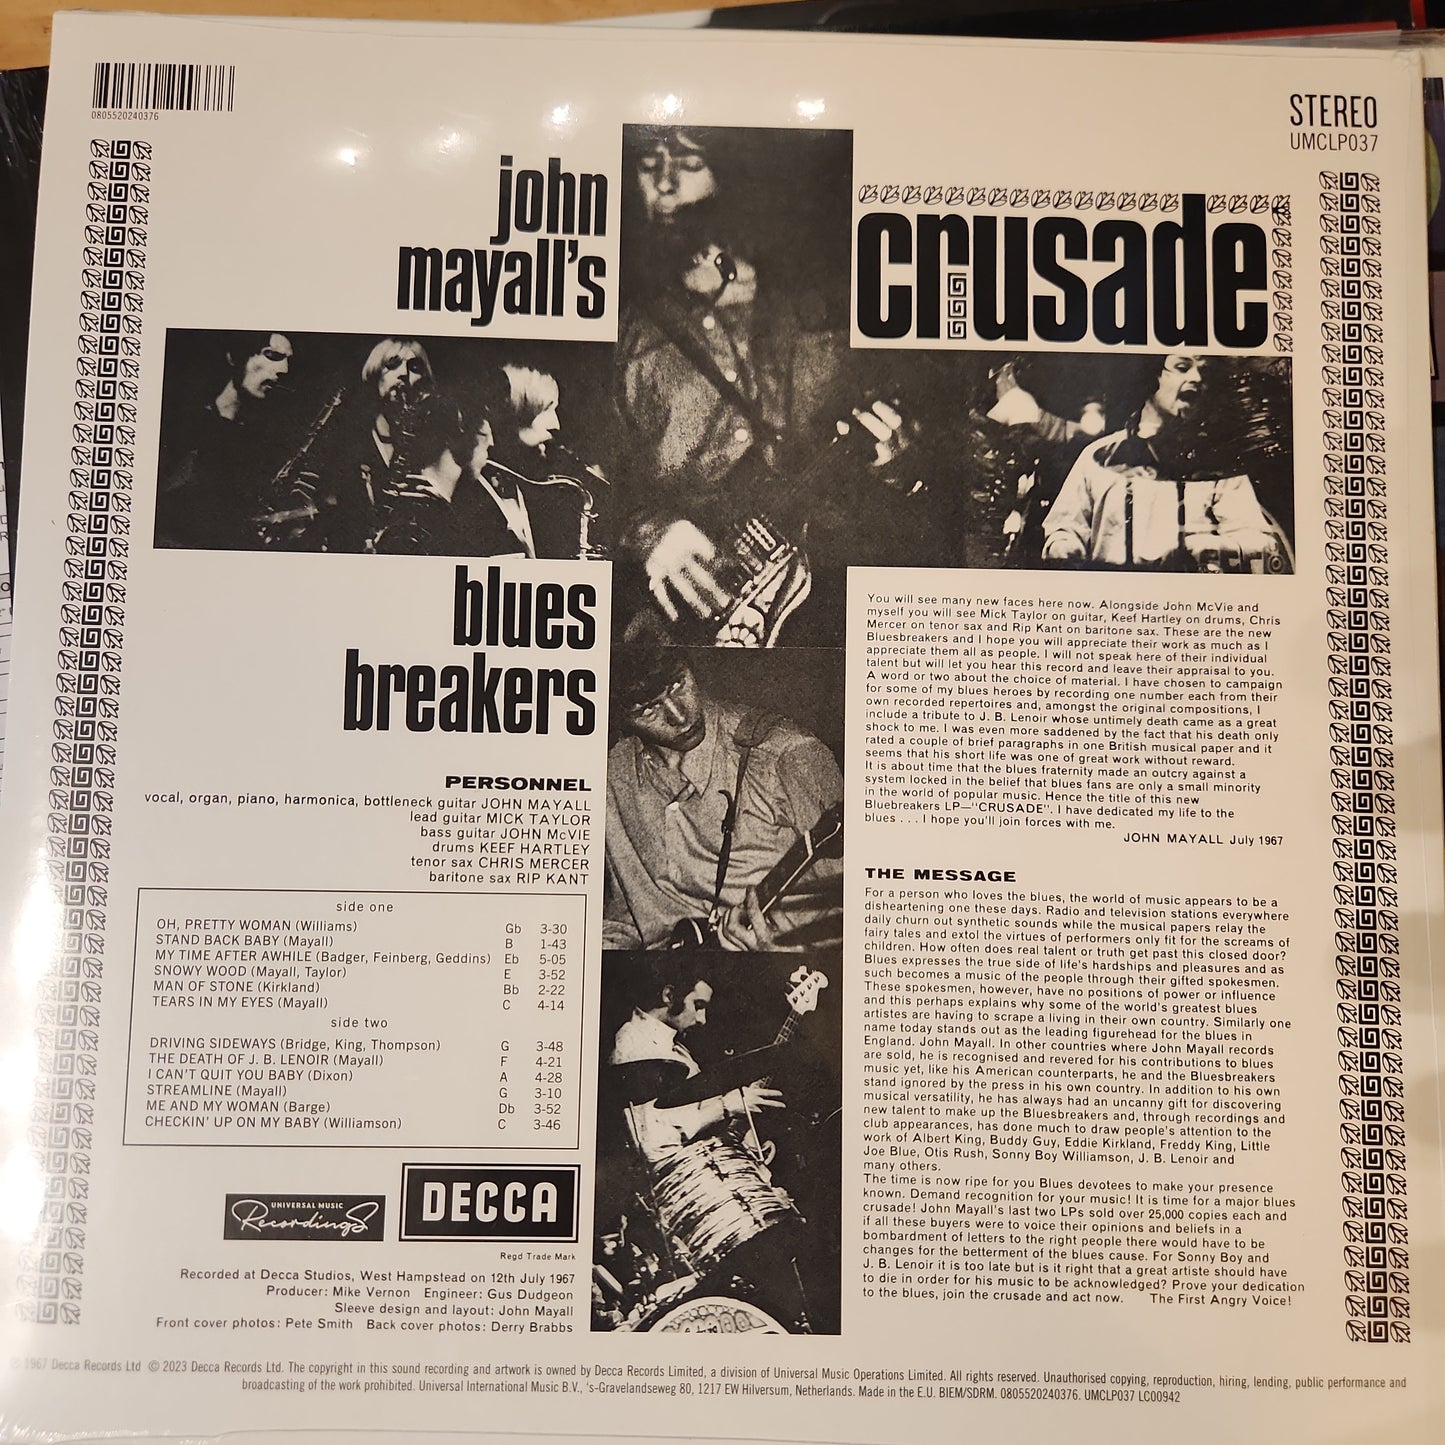 0805520240376
STEREO
UMCLP037
john
mayall's
crusade
blues
breakers
PERSONNEL
vocal, organ, piano, harmonica, bottleneck guitar JOHN MAYALL
lead guitar MICK TAYLOR
bass guitar JOHN McVIE
drums KEEF HARTLEY
tenor sax CHRIS MERCER
baritone sax RIP KANT
side one
OH, PRETTY WOMAN (Williams) Gb 3-30
STAND BACK BABY (Mayall) B 1-43
MY TIME AFTER AWHILE (Badger, Feinberg, Geddins) Eb 5-05
SNOWY WOOD (Mayall, Taylor) E 3-52
MAN OF STONE (Kirkland) Bb 2-22
TEARS IN MY EYES (Mayall) C 4-14
side two
DRIVING SIDEWAYS (Bridge, King, Thompson) G 3-48
THE DEATH OF J. B. LENOIR (Mayall) F 4-21
I CAN'T QUIT YOU BABY (Dixon) A 4-28
STREAMLINE (Mayall) G 3-10
ME AND MY WOMAN (Barge) Db 3-52
CHECKIN' UP ON MY BABY (Williamson) C 3-46
UNIVERSAL MUSIC
Recordings
DECCA
Regd Trade Mark
Recorded at Decca Studios, West Hampstead on 12th July 1967
Producer: Mike Vernon Engineer: Gus Dudgeon
Sleeve design and layout: John Mayall
Front cover photos: Pete Smith Back cover photos: Derry Brabbs
You will see many new faces here now. Alongside John McVie and
myself you will see Mick Taylor on guitar, Keef Hartley on drums, Chris
Mercer on tenor sax and Rip Kant on baritone sax. These are the new
Bluesbreakers and I hope you will appreciate their work as much as I
appreciate them all as people. I will not speak here of their individual
talent but will let you hear this record and leave their appraisal to you.
A word or two about the choice of material. I have chosen to campaign
for some of my blues heroes by recording one number each from their
own recorded repertoires and, amongst the original compositions, I
include a tribute to J. B. Lenoir whose untimely death came as a great
shock to me. I was even more saddened by the fact that his death only
rated a couple of brief paragraphs in one British musical paper and it
seems that his short life was one of great work without reward.
It is about time that the blues fraternity made an outcry against a
system locked in the belief that blues fans are only a small minority
in the world of popular music. Hence the title of this new
Bluebreakers LP—"CRUSADE". I have dedicated my life to the
blues . . . I hope you'll join forces with me.
JOHN MAYALL July 1967
THE MESSAGE
For a person who loves the blues, the world of music appears to be a
disheartening one these days. Radio and television stations everywhere
daily churn out synthetic sounds while the musical papers relay the
fairy tales and extol the virtues of performers only fit for the screams of
children. How often does real talent or truth get past this closed door?
Blues expresses the true side of life's hardships and pleasures and as
such becomes a music of the people through their gifted spokesmen.
These spokesmen, however, have no positions of power or influence
and this perhaps explains why some of the world's greatest blues
artistes are having to scrape a living in their own country. Similarly one
name today stands out as the leading figurehead for the blues in
England. John Mayall. In other countries where John Mayall records
are sold, he is recognised and revered for his contributions to blues
music yet, like his American counterparts, he and the Bluesbreakers
stand ignored by the press in his own country. In addition to his own
musical versatility, he has always had an uncanny gift for discovering
new talent to make up the Bluesbreakers and, through recordings and
club appearances, has done much to draw people's attention to the
work of Albert King, Buddy Guy, Eddie Kirkland, Freddy King, Little
Joe Blue, Otis Rush, Sonny Boy Williamson, J. B. Lenoir and
many others.
The time is now ripe for you Blues devotees to make your presence
known. Demand recognition for your music! It is time for a major blues
crusade! John Mayall's last two LPs sold over 25,000 copies each and
if all these buyers were to voice their opinions and beliefs in a
bombardment of letters to the right people there would have to be
changes for the betterment of the blues cause. For Sonny Boy and
J. B. Lenoir it is too late but is it right that a great artiste should have
to die in order for his music to be acknowledged? Prove your dedication
to the blues, join the crusade and act now. The First Angry Voice!
℗ 1967 Decca Records Ltd © 2023 Decca Records Ltd. The copyright in this sound recording and artwork is owned by Decca Records Limited, a division of Universal Music Operations Limited. All rights reserved. Unauthorised copying, reproduction, hiring, lending, public performance and
broadcasting of the work prohibited. Universal International Music B.V., 's-Gravelandseweg 80, 1217 EW Hilversum, Netherlands. Made in the E.U. BIEM/SDRM. 0805520240376. UMCLP037 LC00942